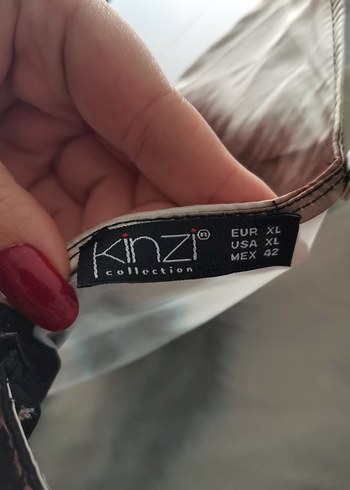 Kinzi®
collection
EUR XL
USA XL
MEX 42